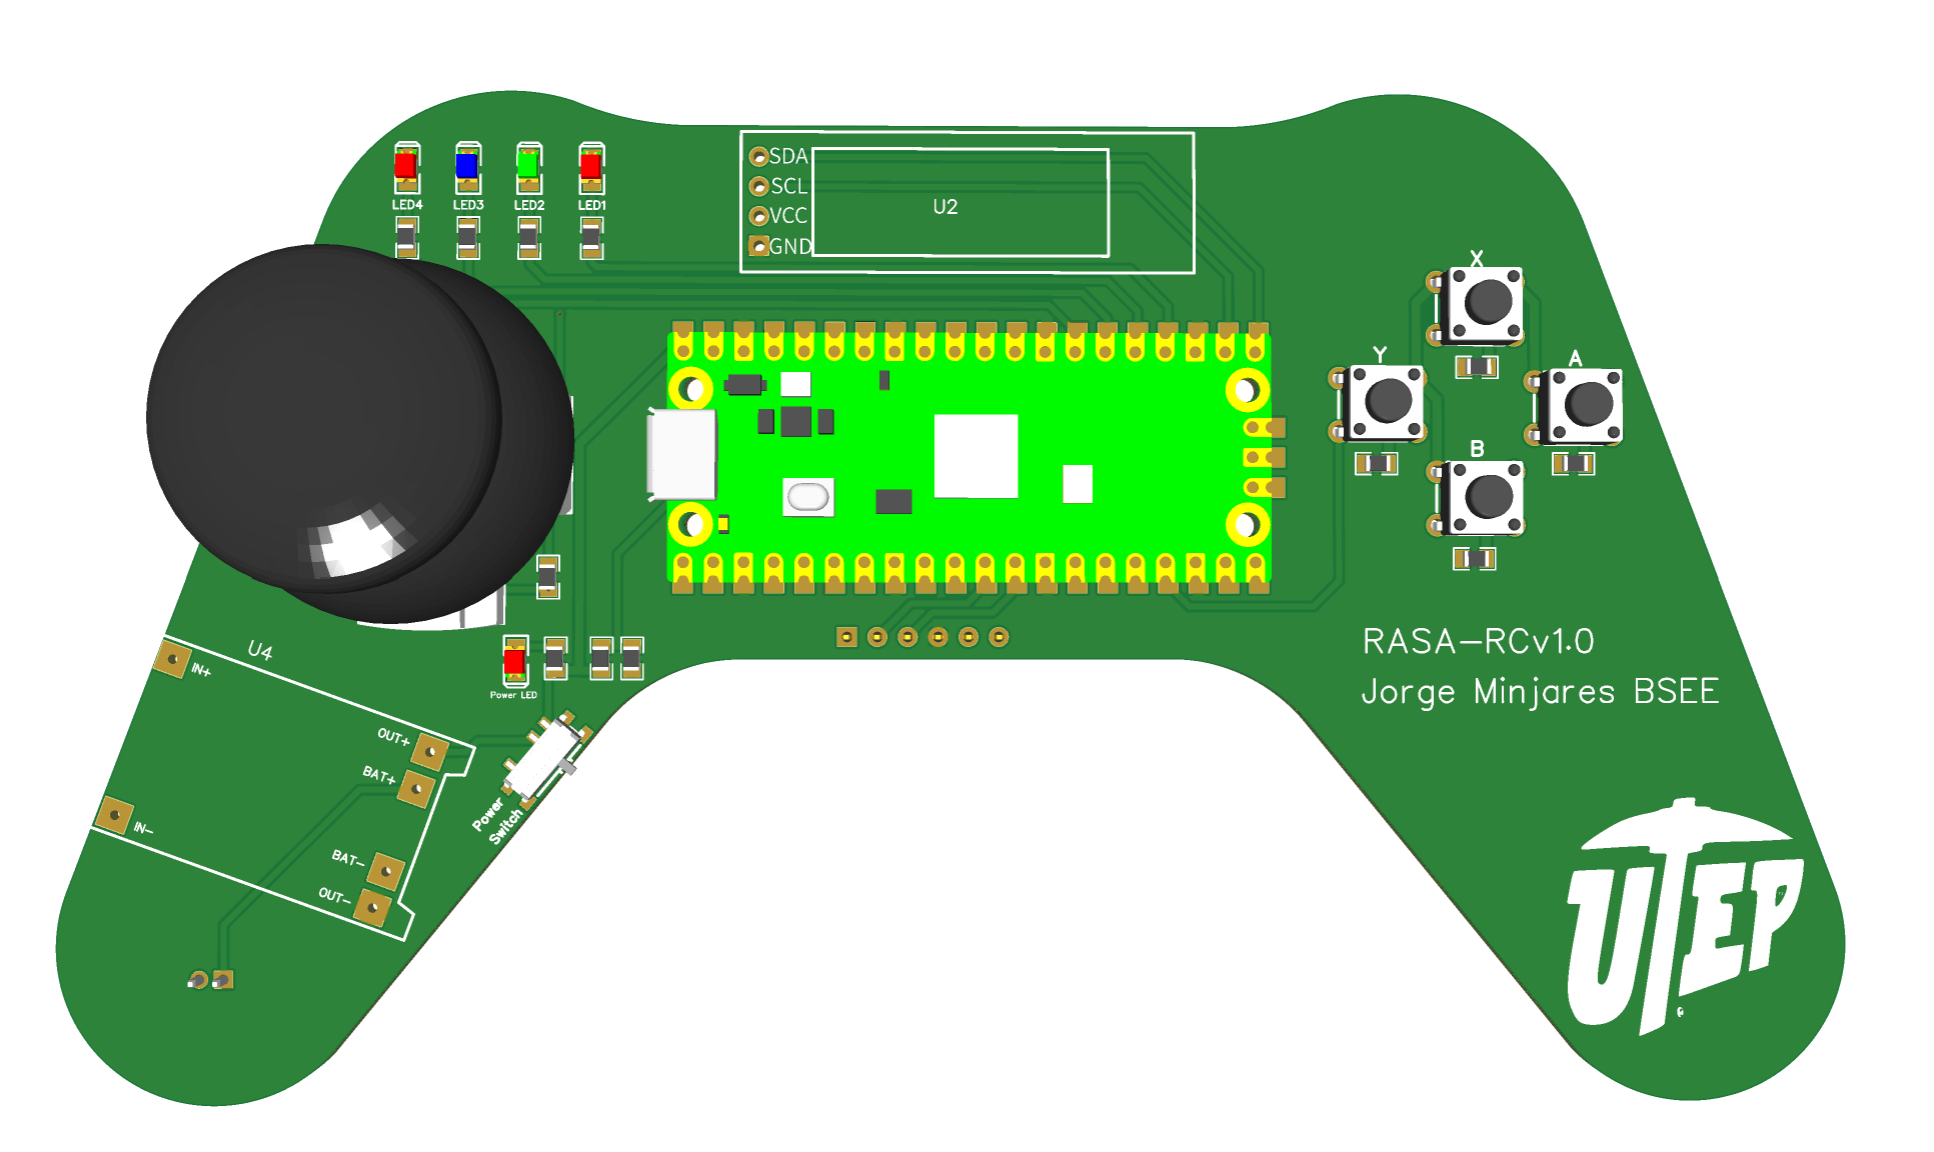 LED4 LED3 LED2 LED1
SDA
SCL
VCC
GND
U2
X
Y
A
B
U4
IN+
OUT+
BAT+
IN-
BAT-
OUT-
Power LED
Power
Switch
RASA-RCv1.0
Jorge Minjares BSEE
UTEP